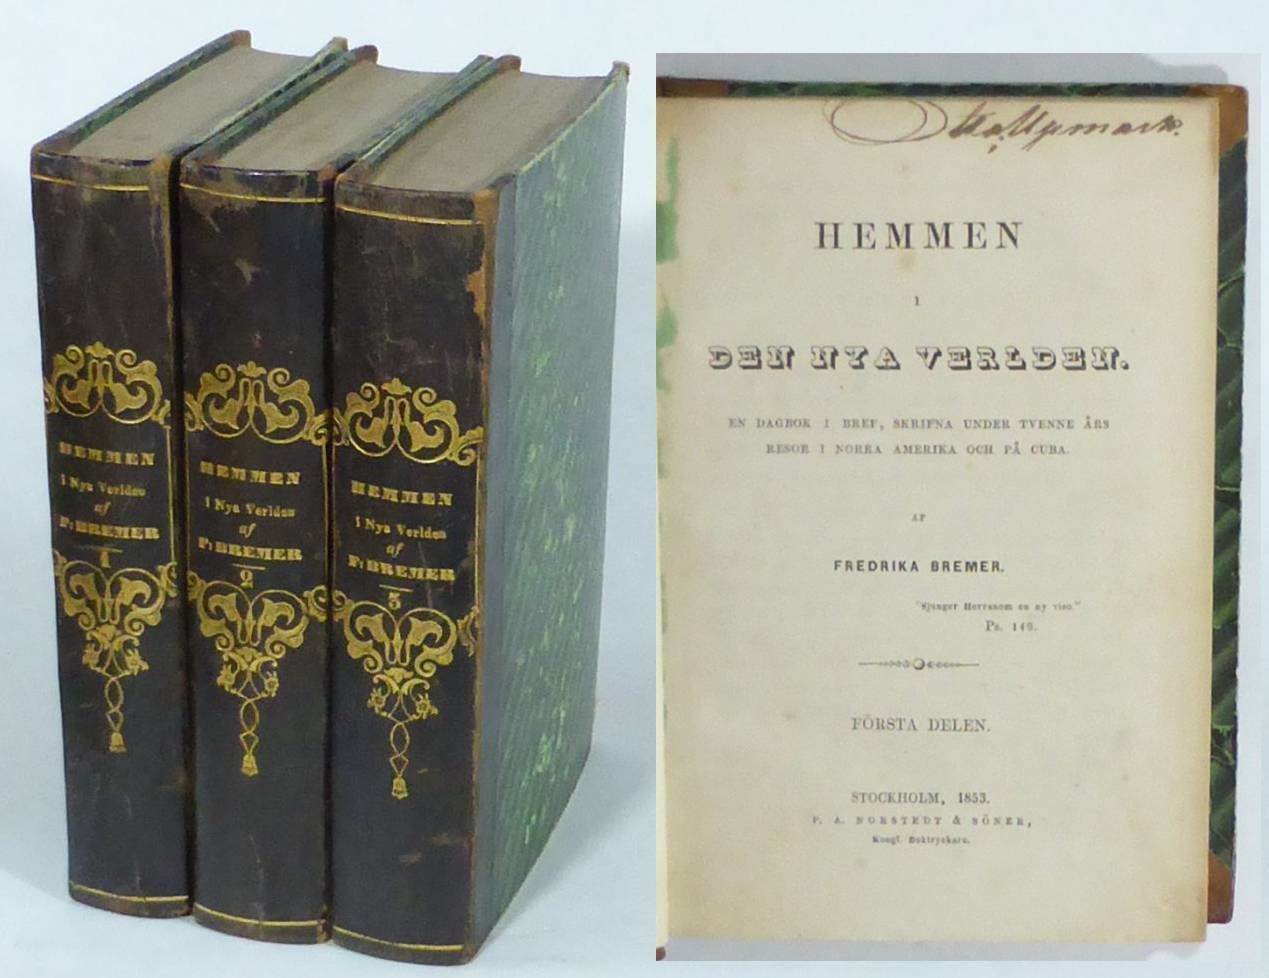 HEMMEN
i Nya Verlden
af
F: BREMER
1
HEMMEN
i Nya Verlden
af
F: BREMER
2
HEMMEN
i Nya Verlden
af
F: BREMER
3
HEMMEN
I
DEN NYA VERLDEN.
EN DAGBOK I BREF, SKRIFNA UNDER TVENNE ÅRS
RESOR I NORRA AMERIKA OCH PÅ CUBA.
AF
FREDRIKA BREMER.
"Sjunger Herranom en ny viso."
Ps. 149.
FÖRSTA DELEN.
STOCKHOLM, 1853.
P. A. NORSTEDT & SÖNER,
Kongl. Boktryckare.